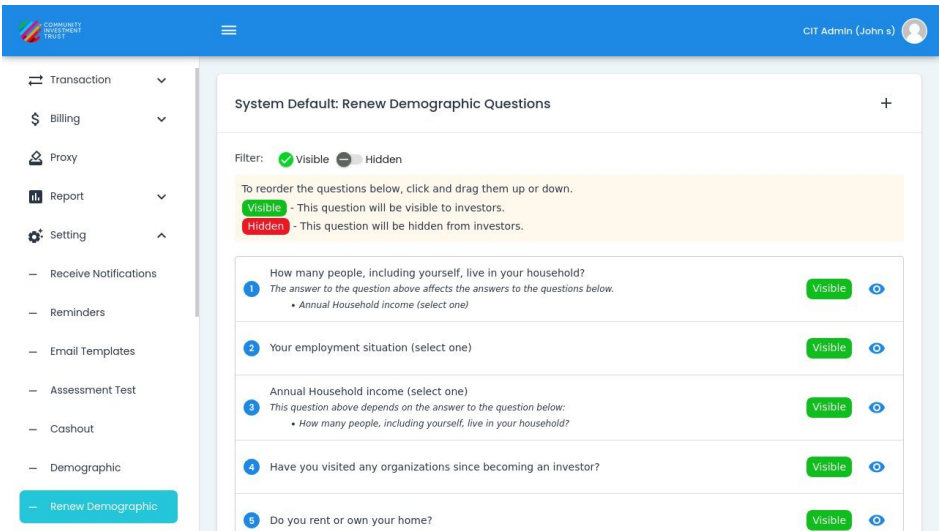 COMMUNITY
INVESTMENT
TRUST
CIT Admin (John s)
Transaction
Billing
Proxy
Report
Setting
Receive Notifications
Reminders
Email Templates
Assessment Test
Cashout
Demographic
Renew Demographic
System Default: Renew Demographic Questions
Filter: Visible Hidden
To reorder the questions below, click and drag them up or down.
Visible - This question will be visible to investors.
Hidden - This question will be hidden from investors.
How many people, including yourself, live in your household?
1 The answer to the question above affects the answers to the questions below. Visible
• Annual Household income (select one)
2 Your employment situation (select one) Visible
Annual Household income (select one)
3 This question above depends on the answer to the question below: Visible
• How many people, including yourself, live in your household?
4 Have you visited any organizations since becoming an investor? Visible
5 Do you rent or own your home? Visible